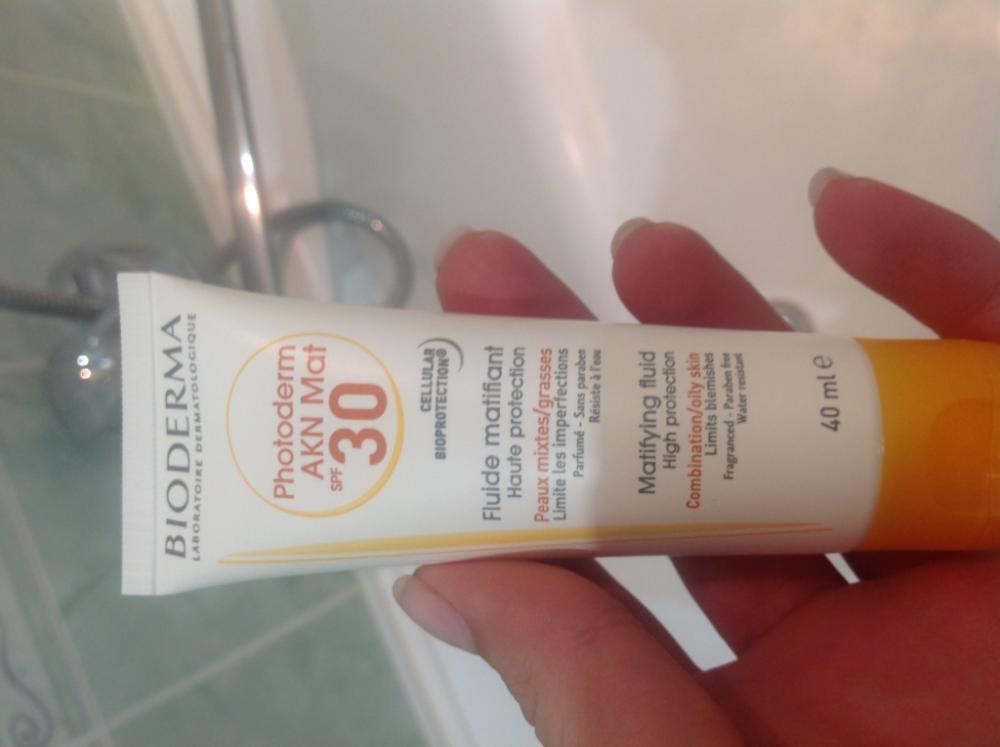 BIODERMA
LABORATOIRE DERMATOLOGIQUE
Photoderm
AKN Mat
SPF 30
CELLULAR
BIOPROTECTION®
Fluide matifiant
Haute protection
Peaux mixtes/grasses
Limite les imperfections
Parfumé - Sans paraben
Résiste à l'eau
Matifying fluid
High protection
Combination/oily skin
Limits blemishes
Fragranced - Paraben free
Water resistant
40 ml e